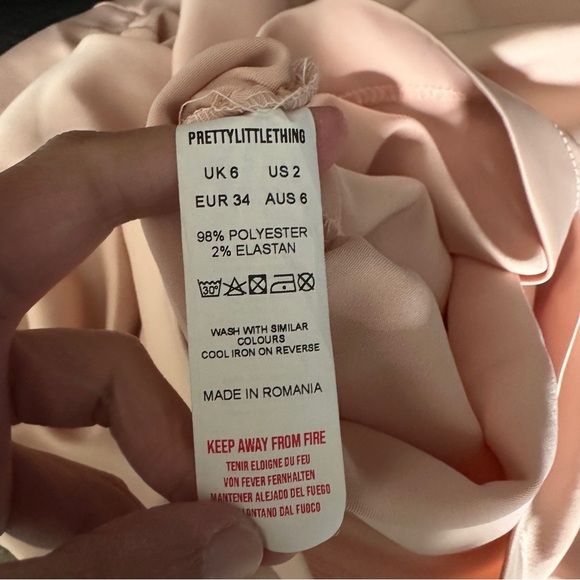 PRETTYLITTLETHING
UK 6 US 2
EUR 34 AUS 6
98% POLYESTER
2% ELASTAN
30°
WASH WITH SIMILAR
COLOURS
COOL IRON ON REVERSE
MADE IN ROMANIA
KEEP AWAY FROM FIRE
TENIR ELOIGNE DU FEU
VON FEVER FERNHALTEN
MANTENER ALEJADO DEL FUEGO
DAL FUOCO